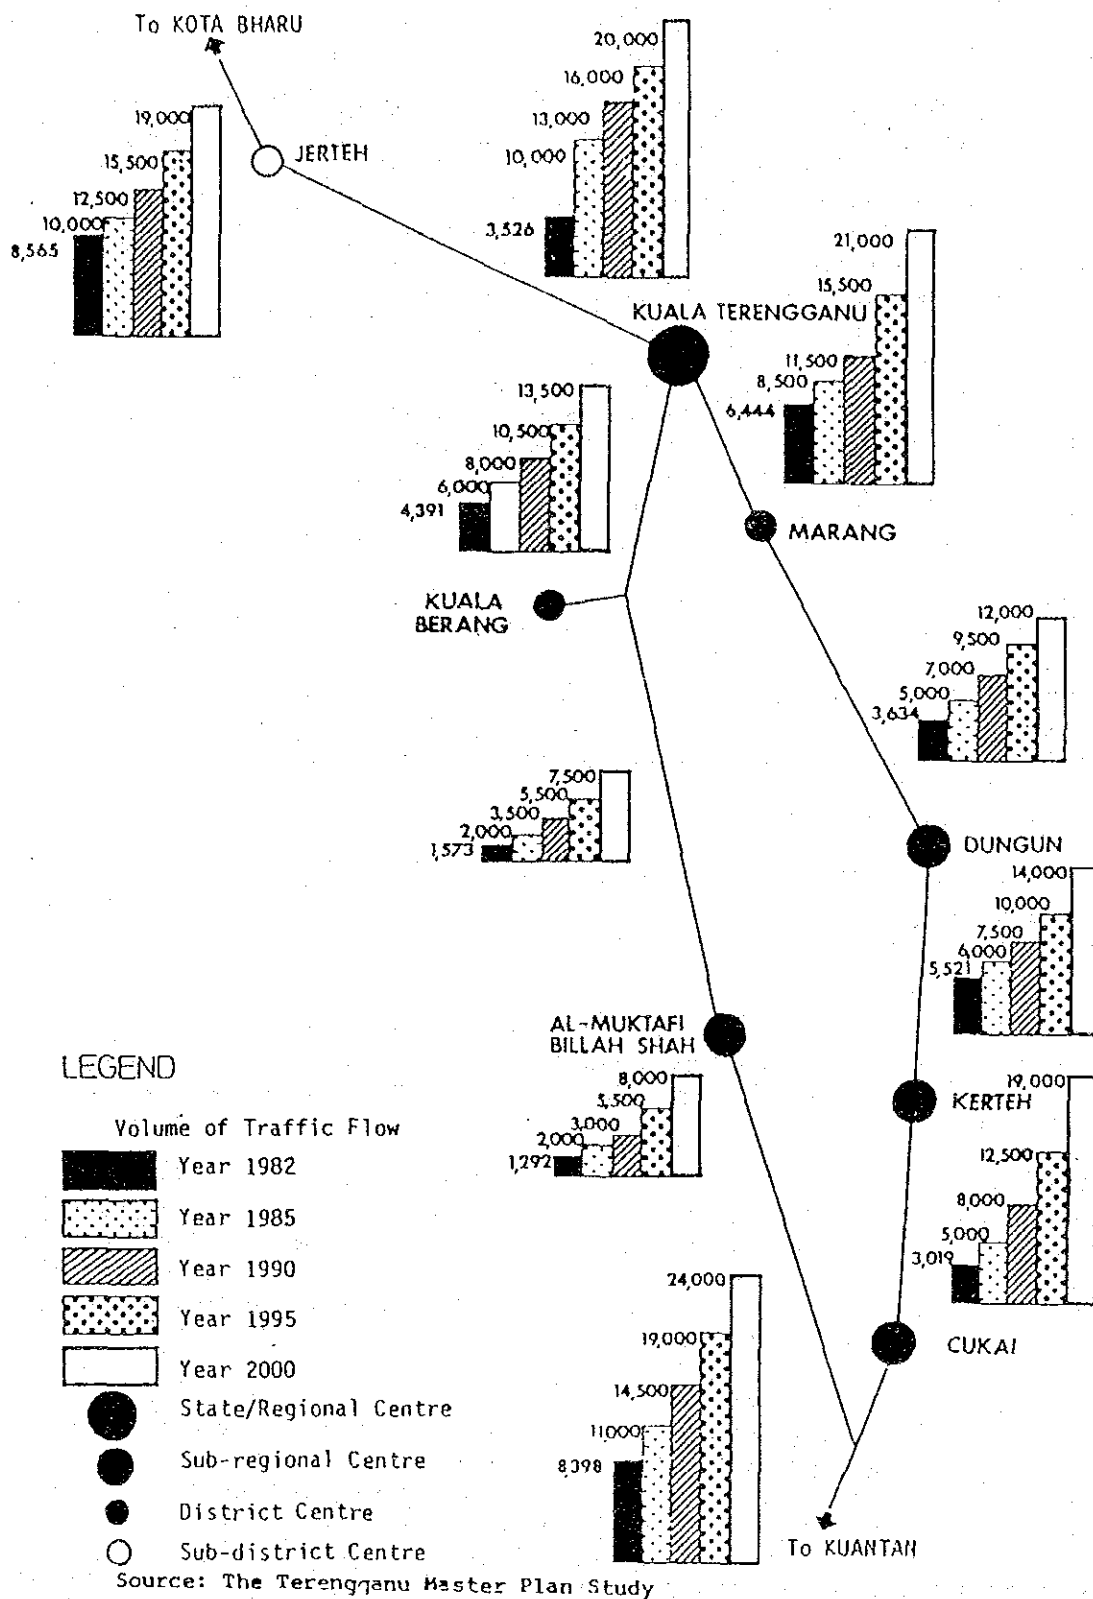 To KOTA BHARU
JERTEH
8,565
10,000
12,500
15,500
19,000
3,526
10,000
13,000
16,000
20,000
KUALA TERENGGANU
6,444
8,500
11,500
15,500
21,000
4,391
6,000
8,000
10,500
13,500
MARANG
KUALA
BERANG
3,634
5,000
7,000
9,500
12,000
1,573
2,000
3,500
5,500
7,500
DUNGUN
5,521
6,000
7,500
10,000
14,000
AL-MUKTAFI
BILLAH SHAH
1,292
2,000
3,000
5,500
8,000
KERTEH
3,019
5,000
8,000
12,500
19,000
CUKAI
8,398
11,000
14,500
19,000
24,000
To KUANTAN
LEGEND
Volume of Traffic Flow
Year 1982
Year 1985
Year 1990
Year 1995
Year 2000
State/Regional Centre
Sub-regional Centre
District Centre
Sub-district Centre
Source: The Terengganu Master Plan Study